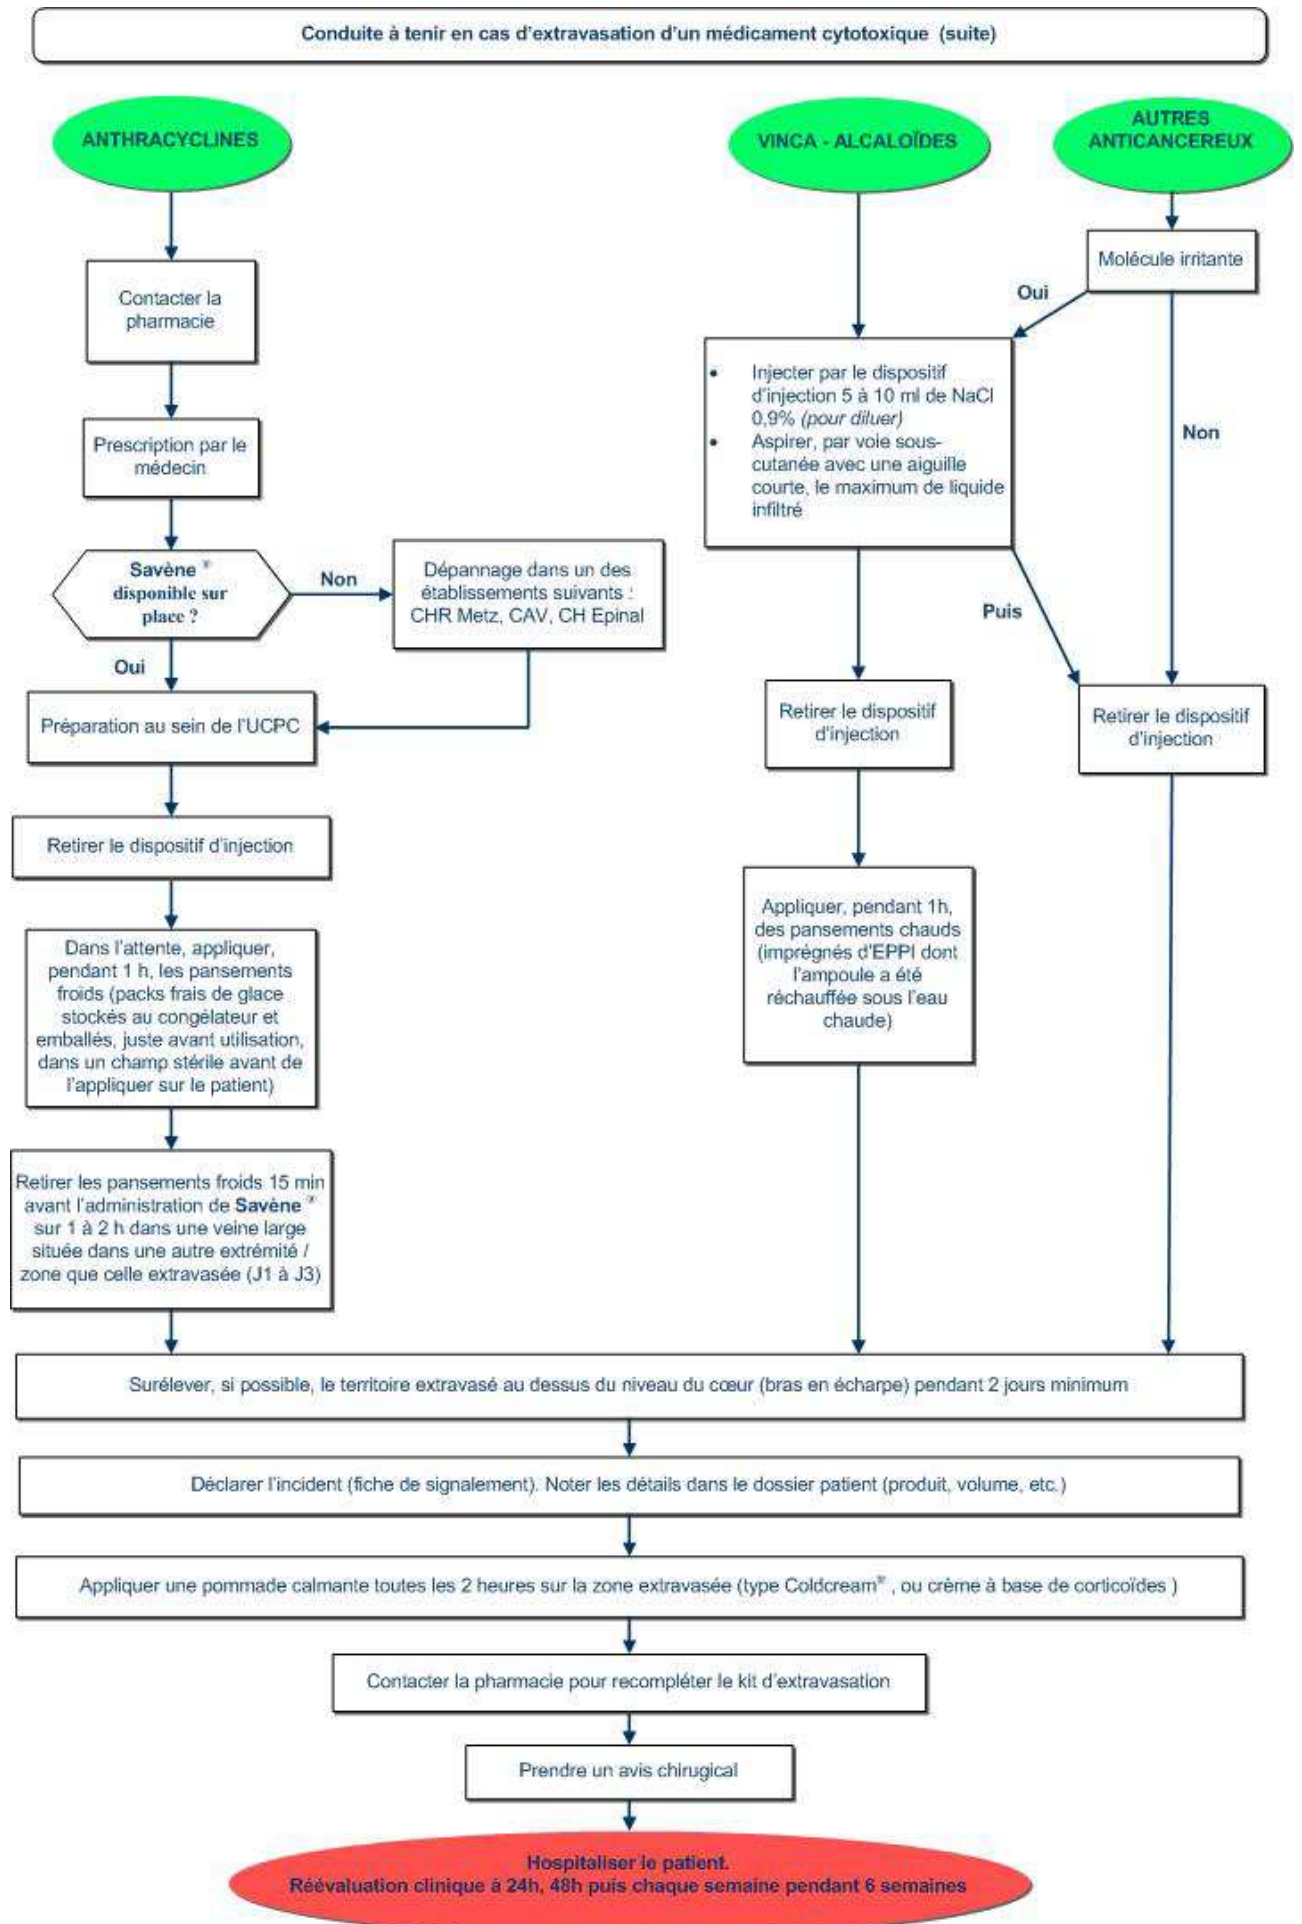 Conduite à tenir en cas d'extravasation d'un médicament cytotoxique (suite)
ANTHRACYCLINES
Contacter la
pharmacie
Prescription par le
médecin
Savène ®
disponible sur
place ?
Non
Dépannage dans un des
établissements suivants :
CHR Metz, CAV, CH Epinal
Oui
Préparation au sein de l'UCPC
Retirer le dispositif d'injection
Dans l'attente, appliquer,
pendant 1 h, les pansements
froids (packs frais de glace
stockés au congélateur et
emballés, juste avant utilisation,
dans un champ stérile avant de
l'appliquer sur le patient)
Retirer les pansements froids 15 min
avant l'administration de Savène ®
sur 1 à 2 h dans une veine large
située dans une autre extrémité /
zone que celle extravasée (J1 à J3)
VINCA - ALCALOÏDES
• Injecter par le dispositif
d'injection 5 à 10 ml de NaCl
0,9% (pour diluer)
• Aspirer, par voie sous-
cutanée avec une aiguille
courte, le maximum de liquide
infiltré
Retirer le dispositif
d'injection
Appliquer, pendant 1h,
des pansements chauds
(imprégnés d'EPPI dont
l'ampoule a été
réchauffée sous l'eau
chaude)
AUTRES
ANTICANCEREUX
Molécule irritante
Oui
Non
Puis
Retirer le dispositif
d'injection
Surélever, si possible, le territoire extravasé au dessus du niveau du cœur (bras en écharpe) pendant 2 jours minimum
Déclarer l'incident (fiche de signalement). Noter les détails dans le dossier patient (produit, volume, etc.)
Appliquer une pommade calmante toutes les 2 heures sur la zone extravasée (type Coldcream® , ou crème à base de corticoïdes )
Contacter la pharmacie pour recompléter le kit d'extravasation
Prendre un avis chirugical
Hospitaliser le patient.
Réévaluation clinique à 24h, 48h puis chaque semaine pendant 6 semaines